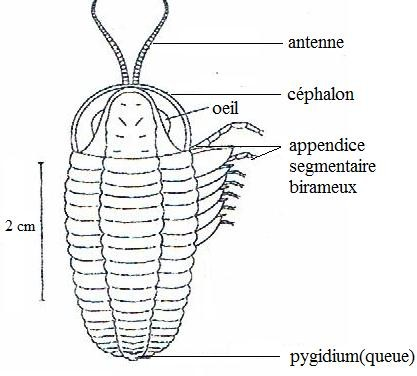 antenne
céphalon
oeil
appendice
segmentaire
birameux
2 cm
pygidium(queue)